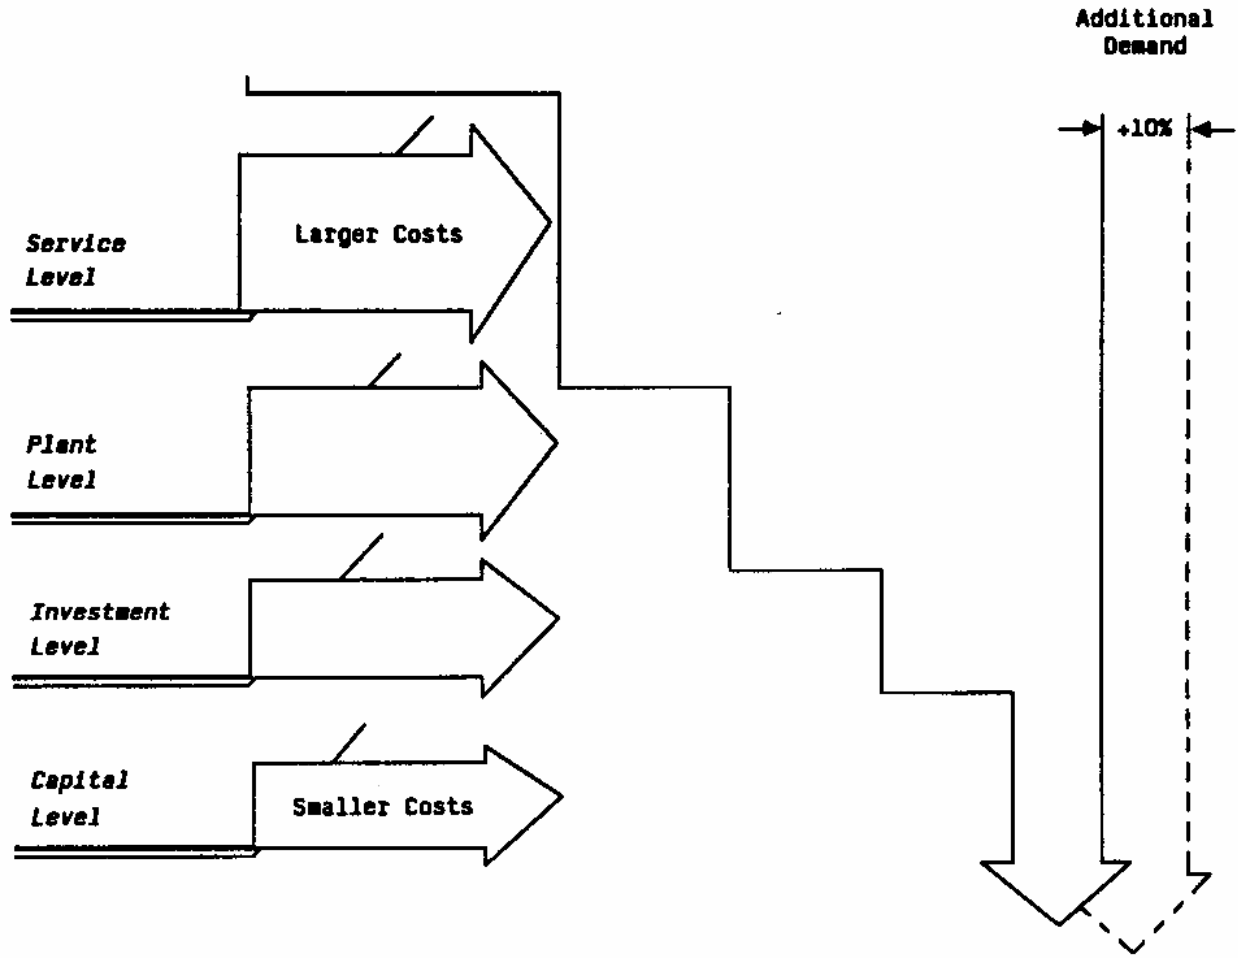 Additional
Demand
+10%
Service
Level
Larger Costs
Plant
Level
Investment
Level
Capital
Level
Smaller Costs